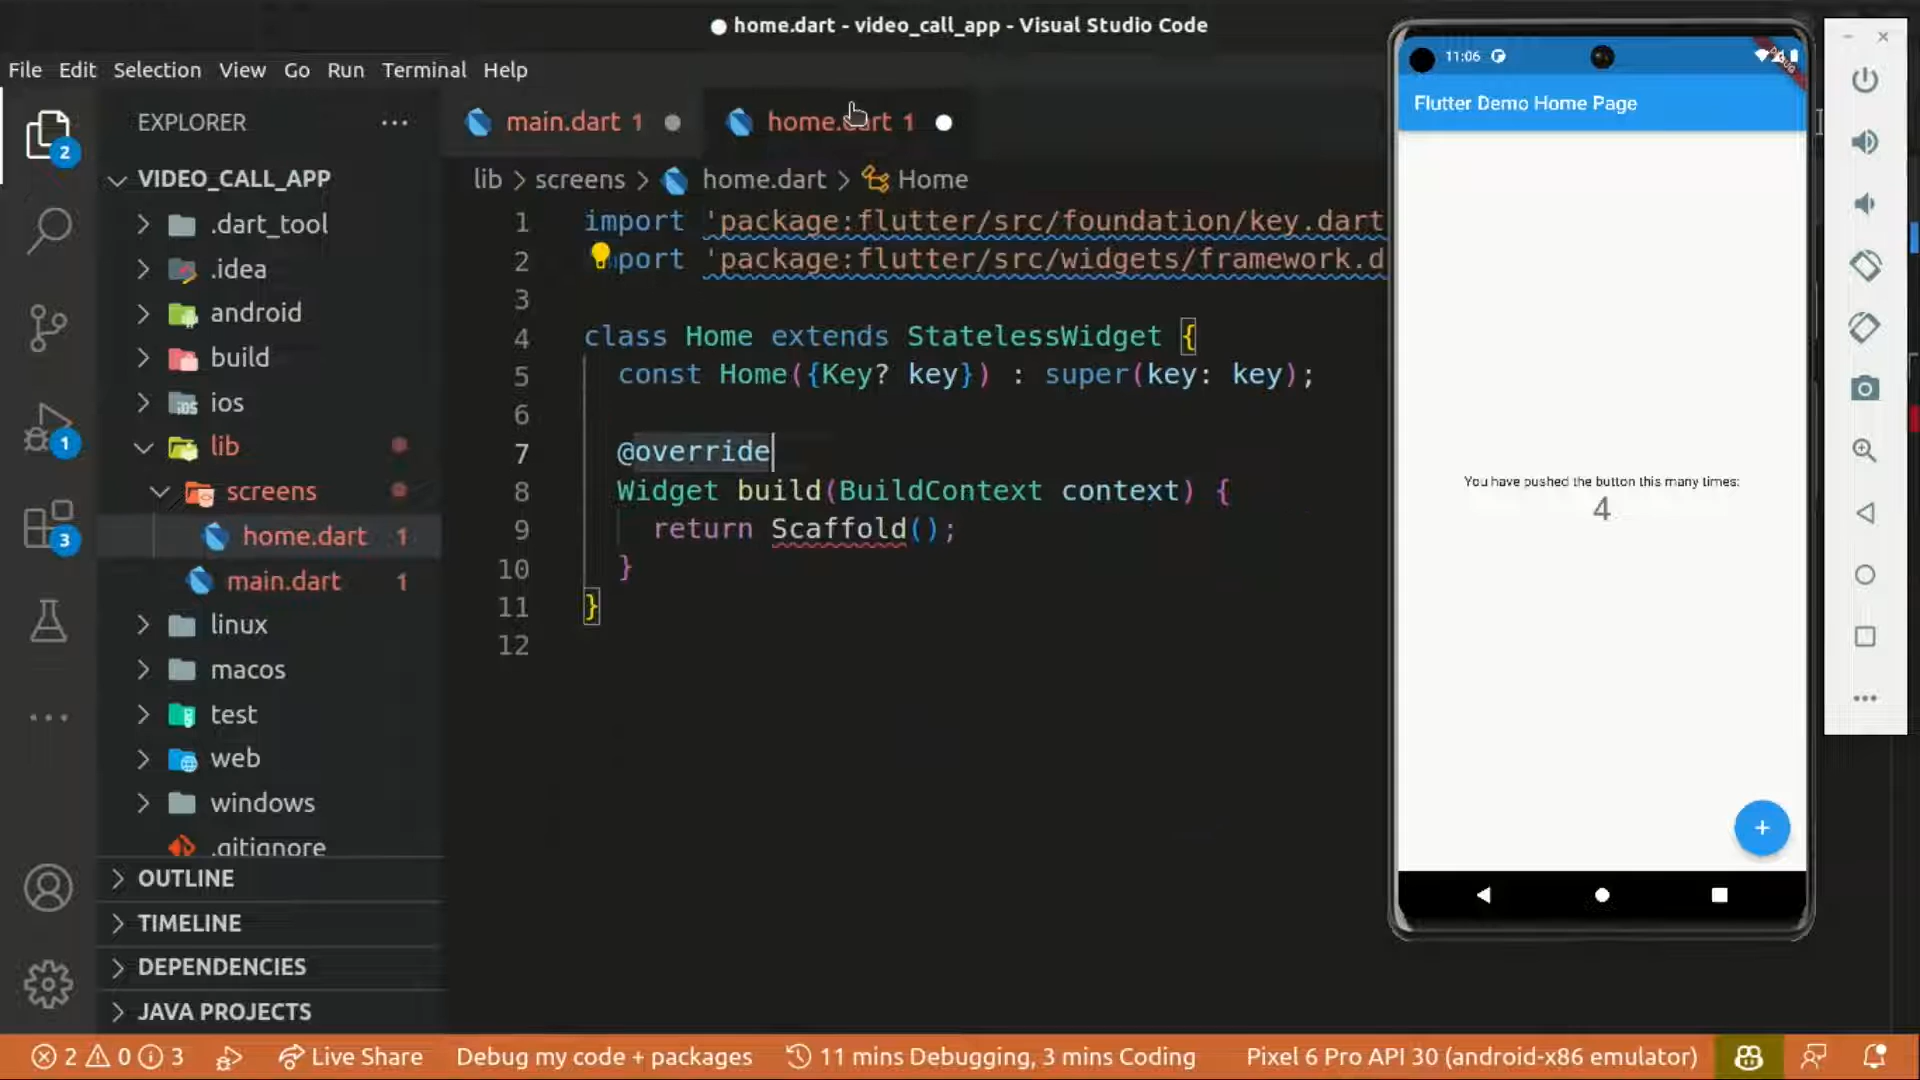 home.dart - video_call_app - Visual Studio Code
File Edit Selection View Go Run Terminal Help
EXPLORER
VIDEO_CALL_APP
.dart_tool
.idea
android
build
ios
lib
screens
home.dart 1
main.dart 1
linux
macos
test
web
windows
.gitignore
OUTLINE
TIMELINE
DEPENDENCIES
JAVA PROJECTS
2
1
3
main.dart 1
home.dart 1
lib > screens > home.dart > Home
1 import 'package:flutter/src/foundation/key.dart
2 port 'package:flutter/src/widgets/framework.d
3
4 class Home extends StatelessWidget {
5 const Home({Key? key}) : super(key: key);
6
7 @override
8 Widget build(BuildContext context) {
9 return Scaffold();
10 }
11 }
12
11:06
DEBUG
Flutter Demo Home Page
You have pushed the button this many times:
4
+
2 0 3 Live Share Debug my code + packages 11 mins Debugging, 3 mins Coding Pixel 6 Pro API 30 (android-x86 emulator)